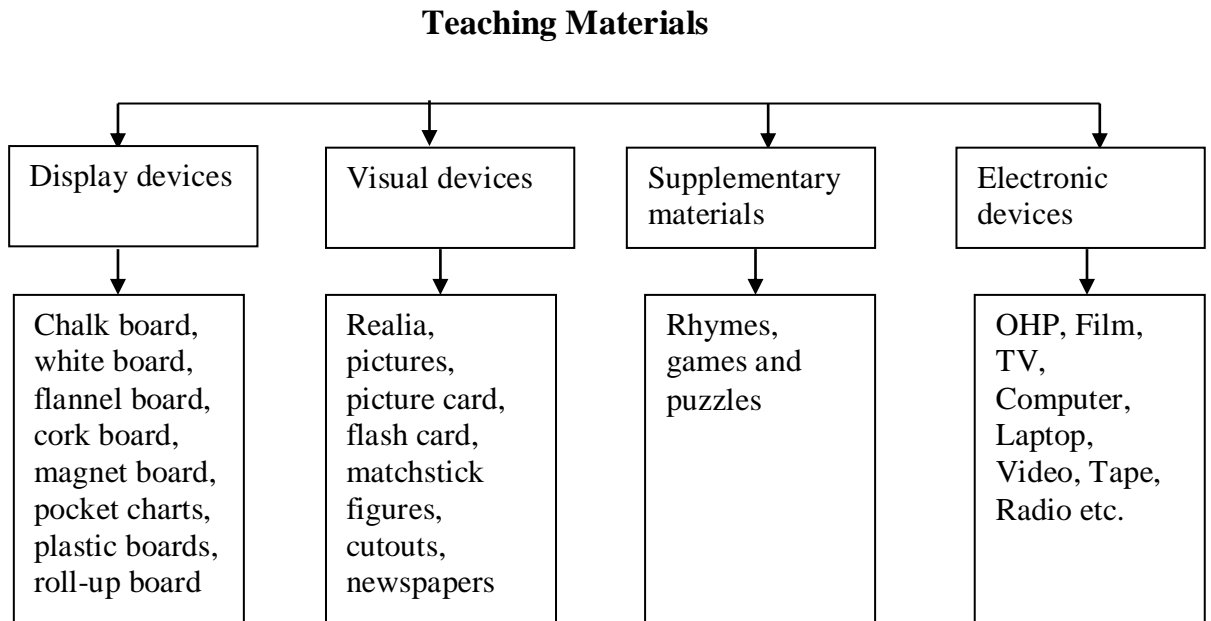 Teaching Materials
Display devices
Visual devices
Supplementary
materials
Electronic
devices
Chalk board,
white board,
flannel board,
cork board,
magnet board,
pocket charts,
plastic boards,
roll-up board
Realia,
pictures,
picture card,
flash card,
matchstick
figures,
cutouts,
newspapers
Rhymes,
games and
puzzles
OHP, Film,
TV,
Computer,
Laptop,
Video, Tape,
Radio etc.